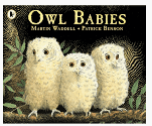 OWL BABIES
MARTIN WADDELL • PATRICK BENSON